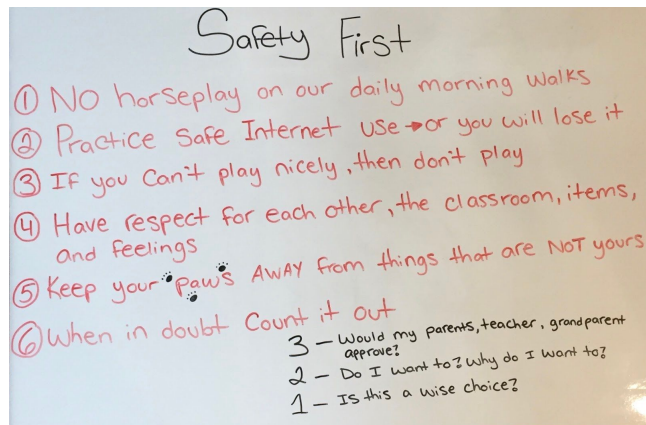 Safety First
① No horseplay on our daily morning walks
② Practice Safe Internet use → or you will lose it
③ If you can't play nicely, then don't play
④ Have respect for each other, the classroom, items,
and feelings
⑤ Keep your paws AWAY from things that are NOT yours
⑥ When in doubt Count it out
3 – Would my parents, teacher, grandparent
approve?
2 – Do I want to? Why do I want to?
1 – Is this a wise choice?